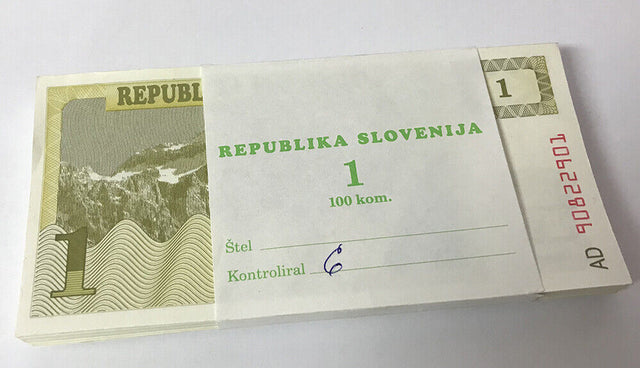 REPUBL
1
1
REPUBLIKA SLOVENIJA
1
100 kom.
Štel
Kontroliral 6
AD 90822901